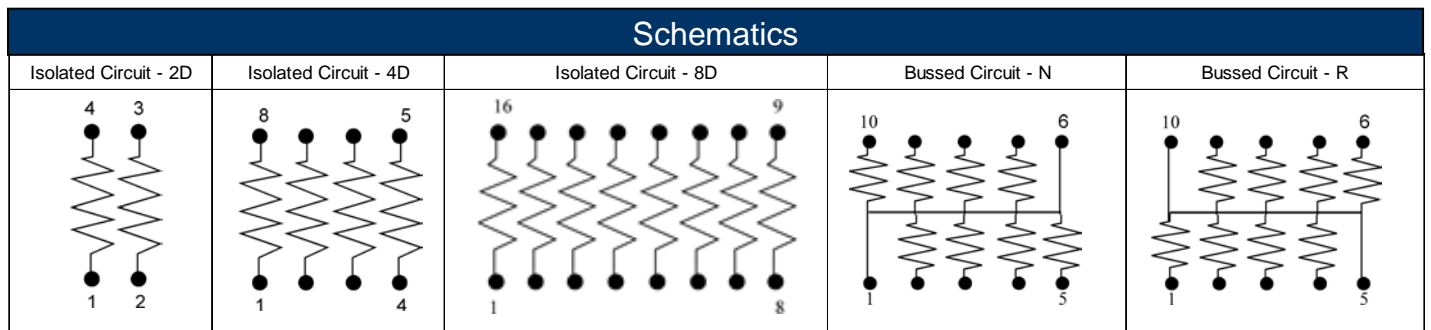 Schematics
Isolated Circuit - 2D
Isolated Circuit - 4D
Isolated Circuit - 8D
Bussed Circuit - N
Bussed Circuit - R
4 3
1 2
8 5
1 4
16 9
1 8
10 6
1 5
10 6
1 5